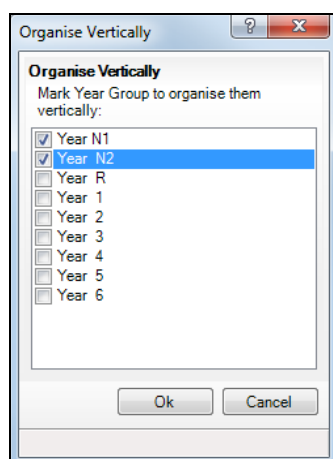 Organise Vertically
Organise Vertically
Mark Year Group to organise them
vertically:
Year N1
Year N2
Year R
Year 1
Year 2
Year 3
Year 4
Year 5
Year 6
Ok Cancel